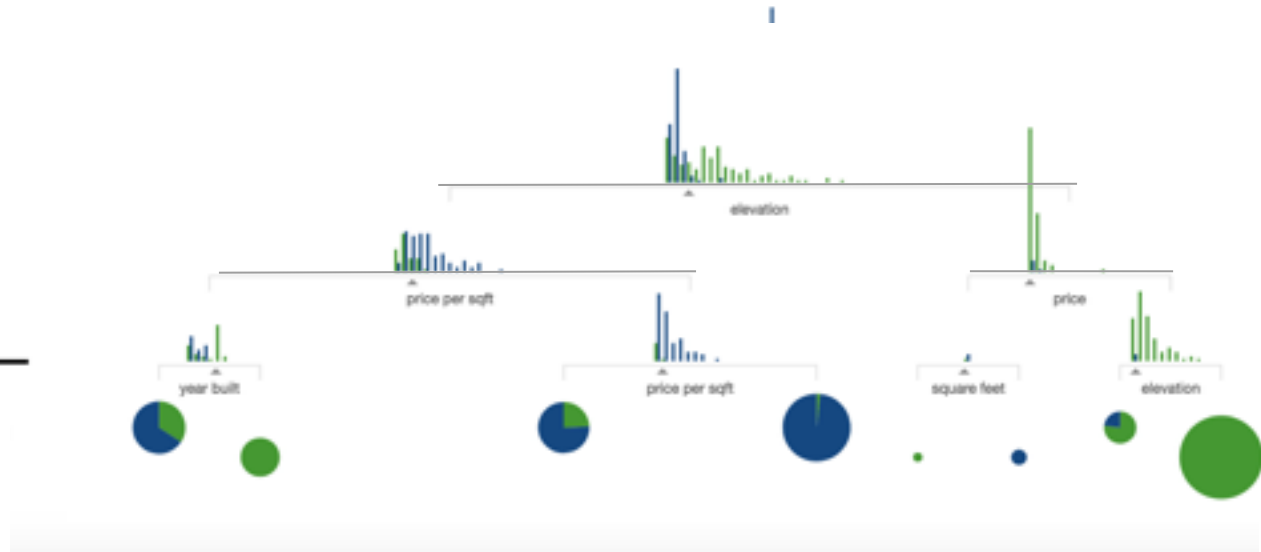 elevation
price per sqft
price
year built
price per sqft
square feet
elevation